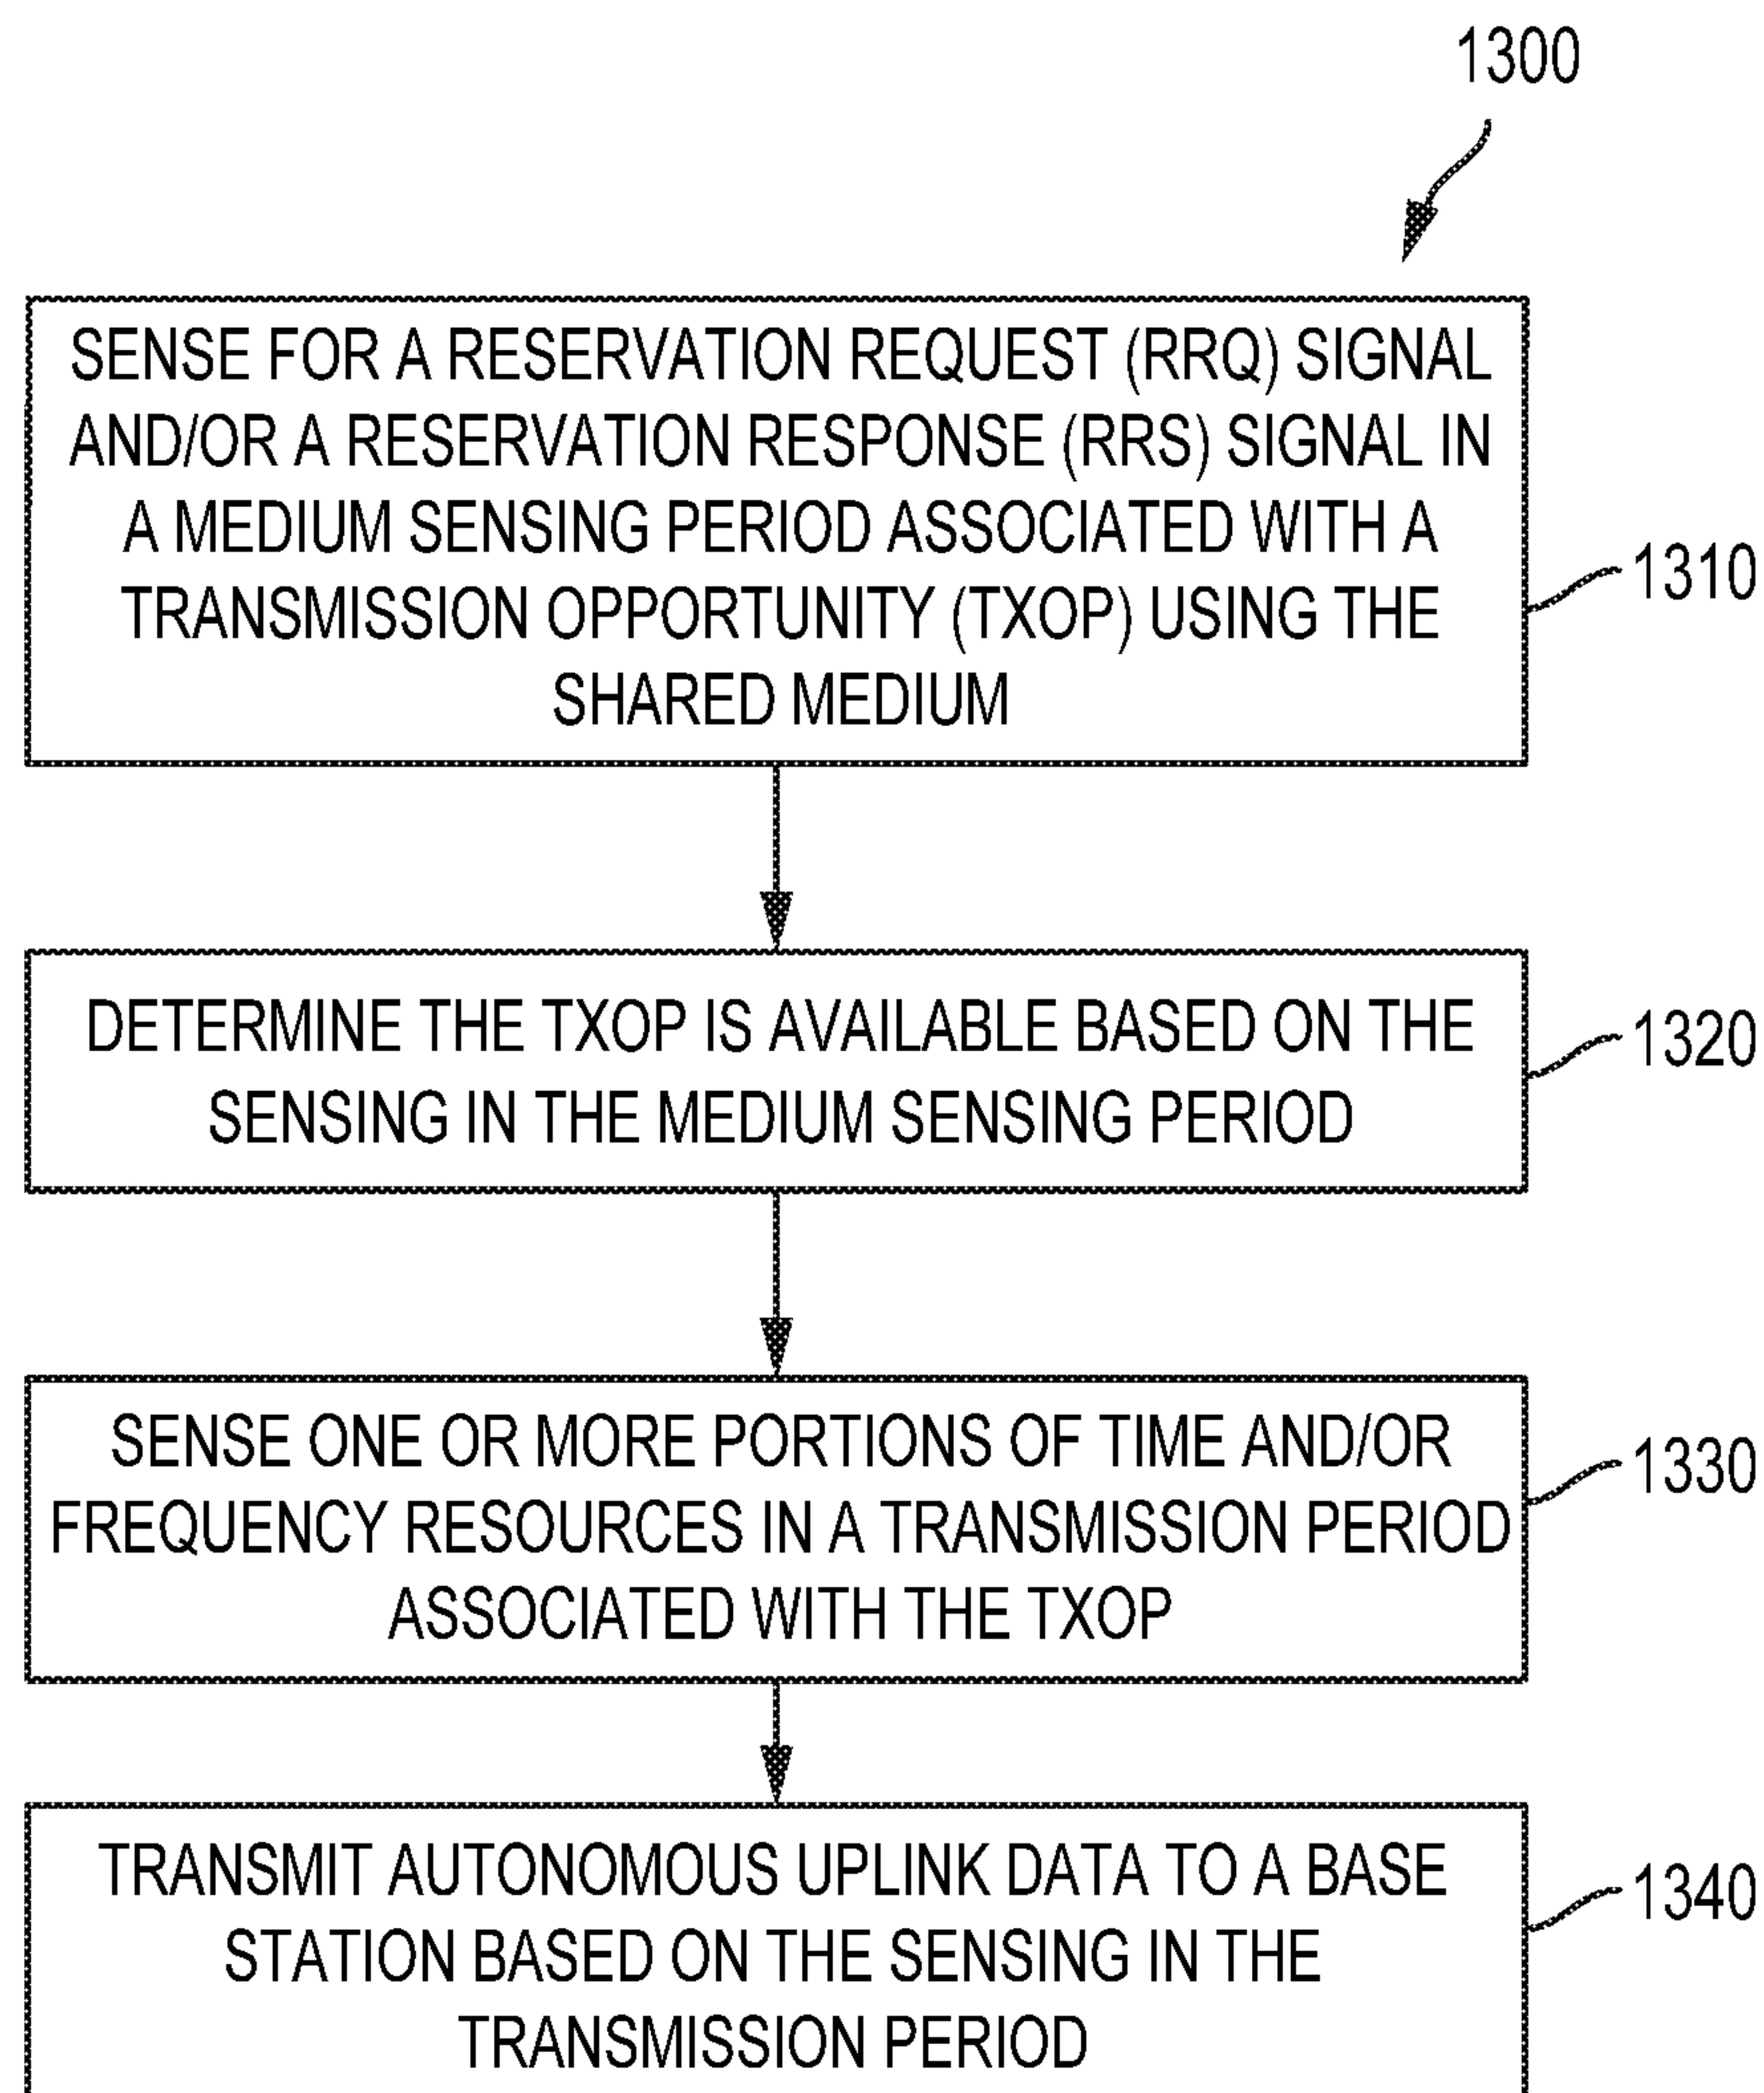 1300
SENSE FOR A RESERVATION REQUEST (RRQ) SIGNAL
AND/OR A RESERVATION RESPONSE (RRS) SIGNAL IN
A MEDIUM SENSING PERIOD ASSOCIATED WITH A
TRANSMISSION OPPORTUNITY (TXOP) USING THE
SHARED MEDIUM
1310
DETERMINE THE TXOP IS AVAILABLE BASED ON THE
SENSING IN THE MEDIUM SENSING PERIOD
1320
SENSE ONE OR MORE PORTIONS OF TIME AND/OR
FREQUENCY RESOURCES IN A TRANSMISSION PERIOD
ASSOCIATED WITH THE TXOP
1330
TRANSMIT AUTONOMOUS UPLINK DATA TO A BASE
STATION BASED ON THE SENSING IN THE
TRANSMISSION PERIOD
1340